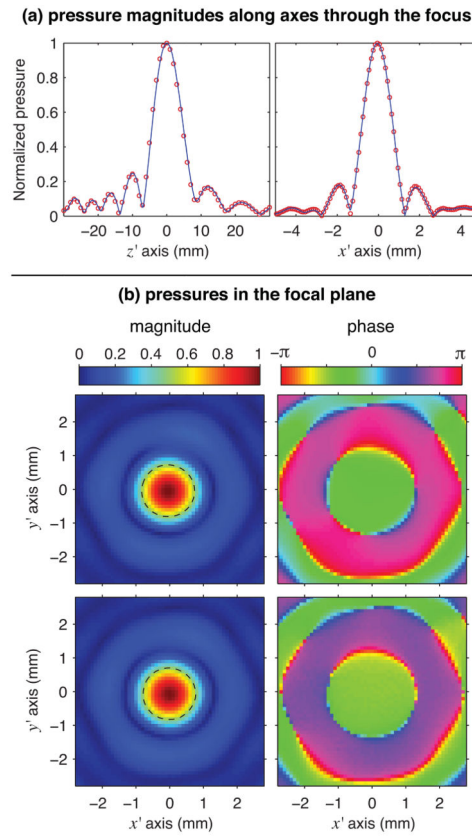 (a) pressure magnitudes along axes through the focus
Normalized pressure
1
0.8
0.6
0.4
0.2
0
−20 −10 0 10 20
z' axis (mm)
−4 −2 0 2 4
x' axis (mm)
(b) pressures in the focal plane
magnitude
phase
0 0.2 0.4 0.6 0.8 1
−π 0 π
y' axis (mm)
2
1
0
−1
−2
y' axis (mm)
2
1
0
−1
−2
−2 −1 0 1 2
x' axis (mm)
−2 −1 0 1 2
x' axis (mm)